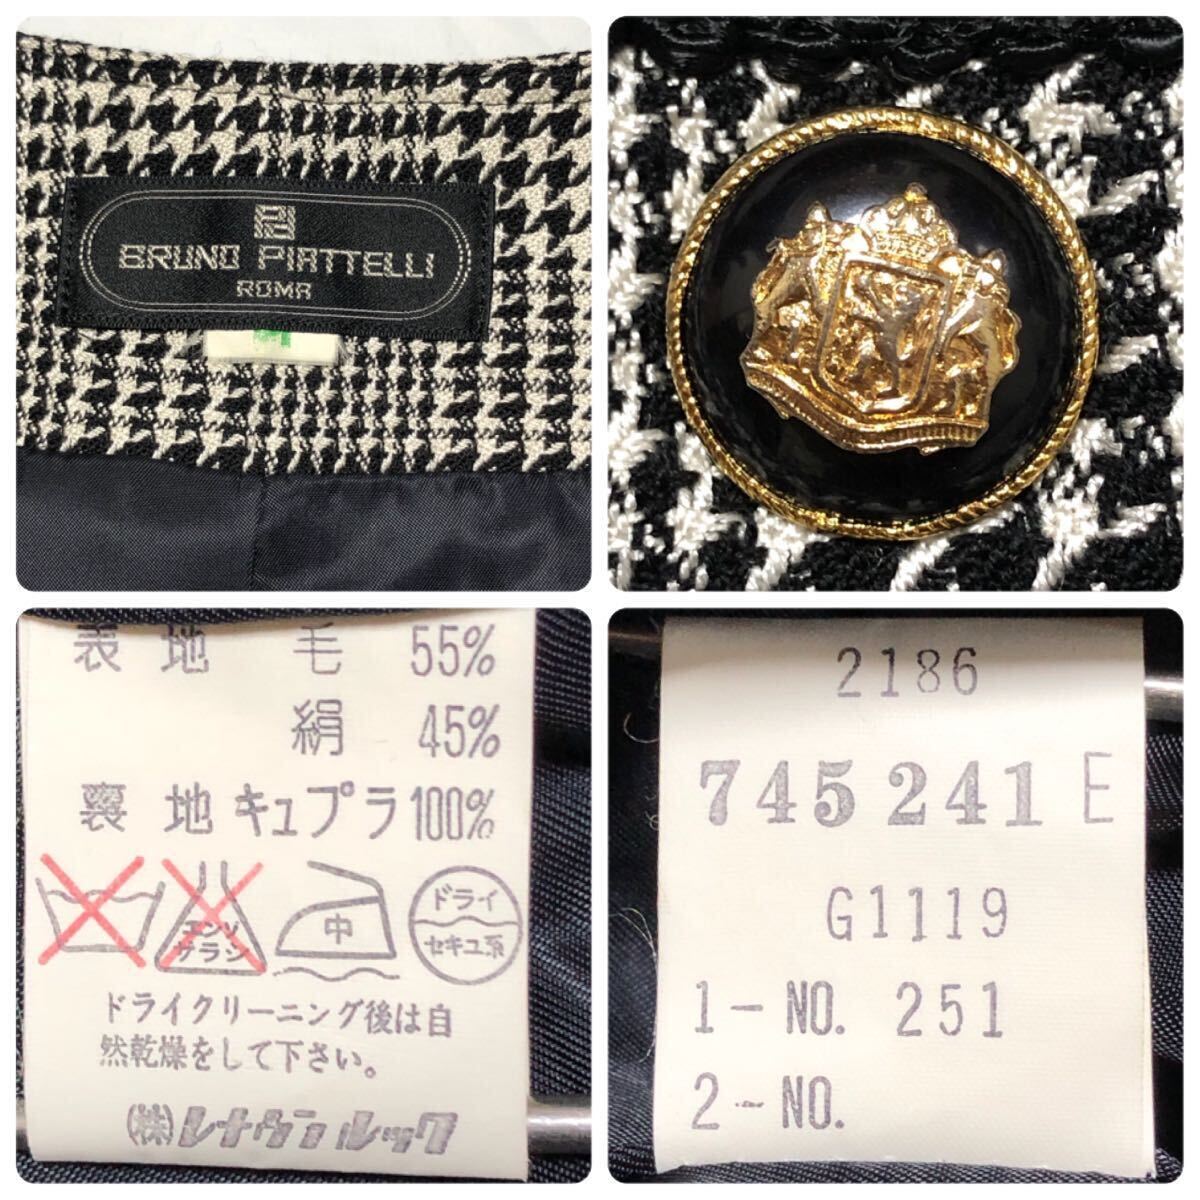 BRUNO PIATTELLI
ROMA
表地 毛 55%
絹 45%
裏地 キュプラ 100%
エンソ
サラシ
中
ドライ
セキユ系
ドライクリーニング後は自
然乾燥をして下さい。
(株)レナウンルック
2186
745 241 E
G1119
1-NO. 251
2-NO.